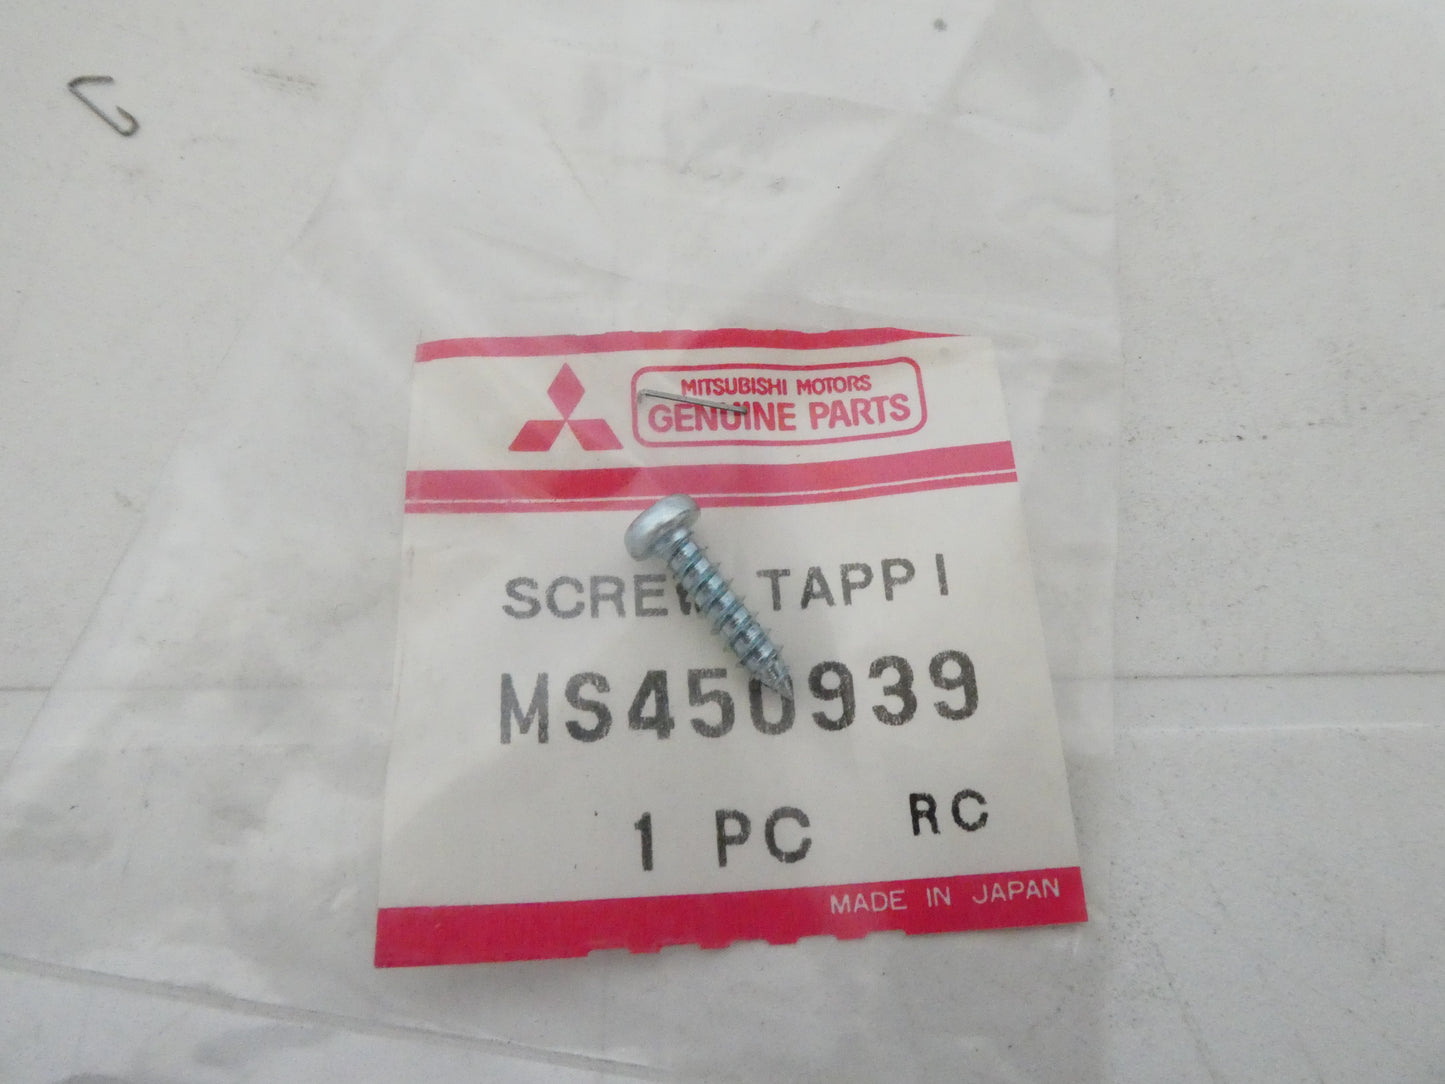 MITSUBISHI MOTORS
GENUINE PARTS
SCREW, TAPPI
MS450939
1 PC RC
MADE IN JAPAN